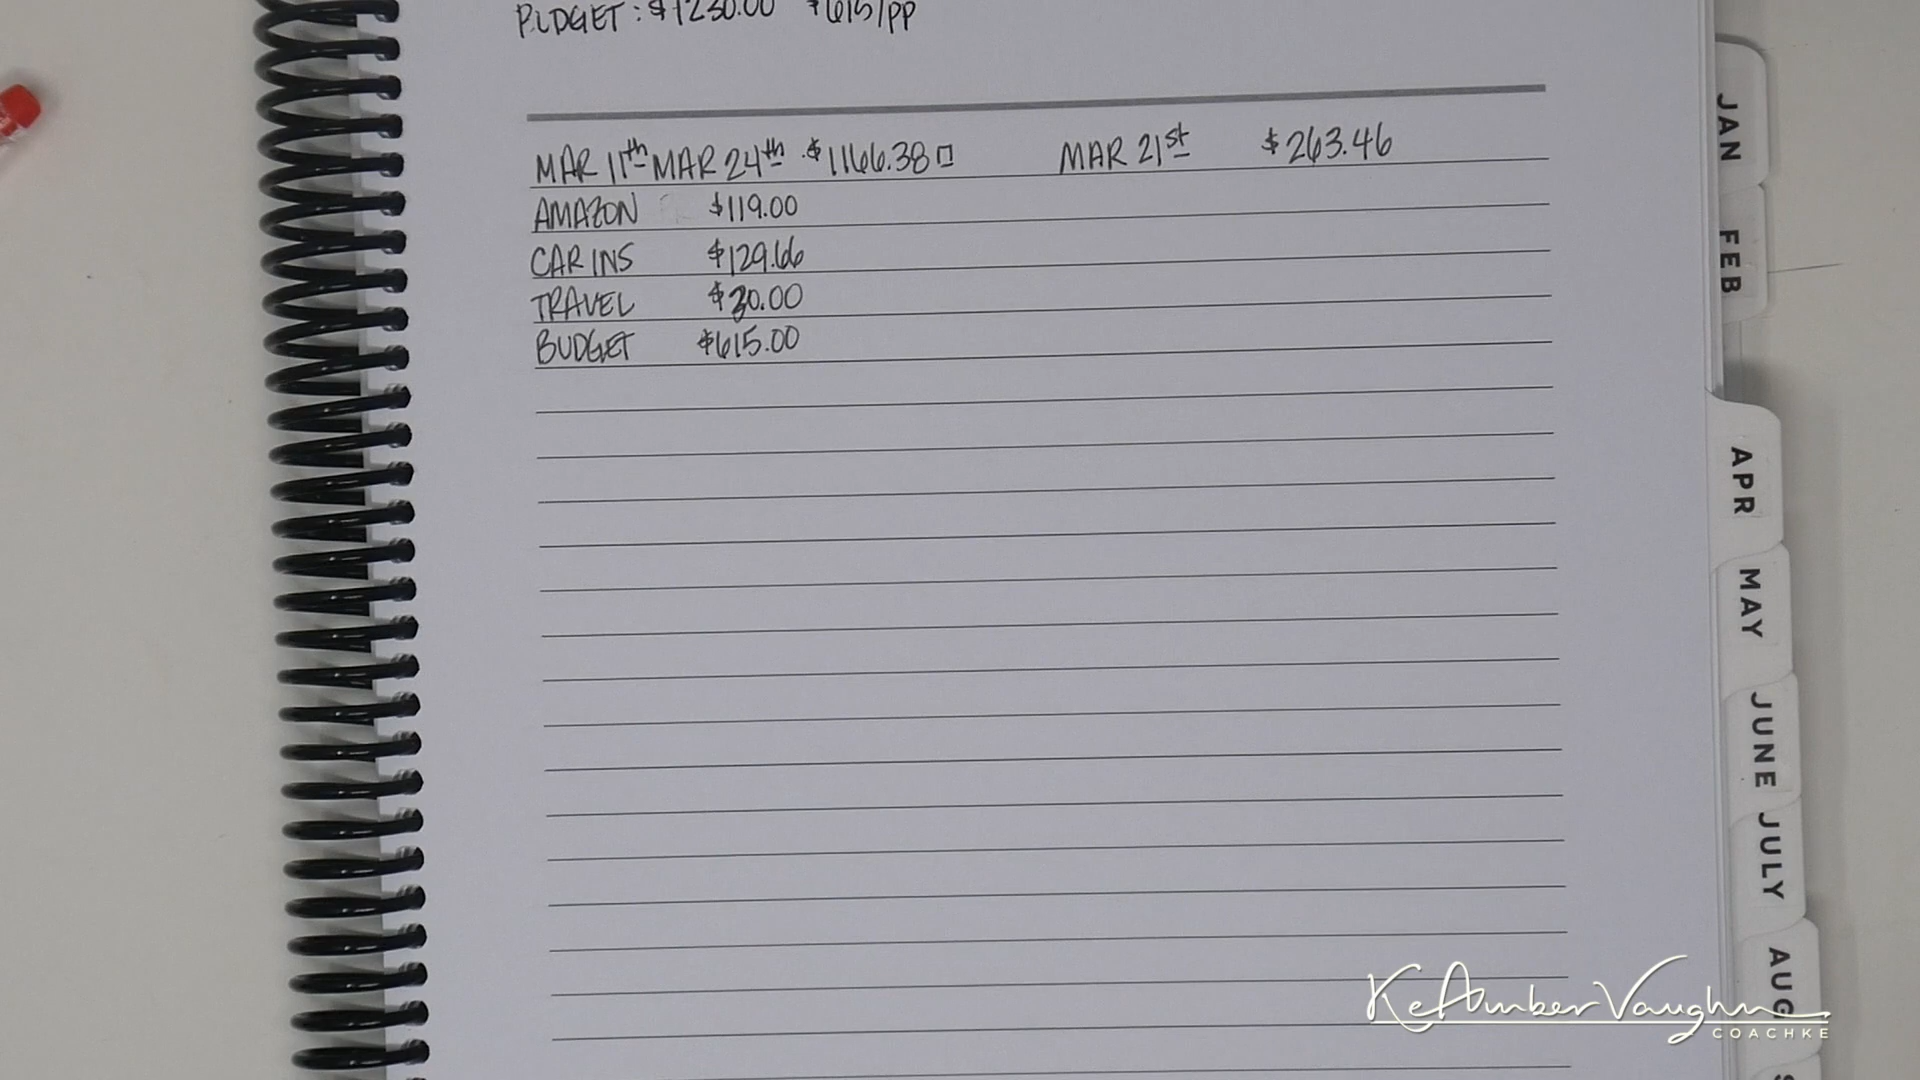 BUDGET: $1230.00 $615/PP
MAR 11th MAR 24th $1166.38 MAR 21st $263.46
AMAZON $119.00
CAR INS $129.66
TRAVEL $30.00
BUDGET $615.00
JAN
FEB
APR
MAY
JUNE
JULY
AUG
KeAmber Vaughn
COACHKE